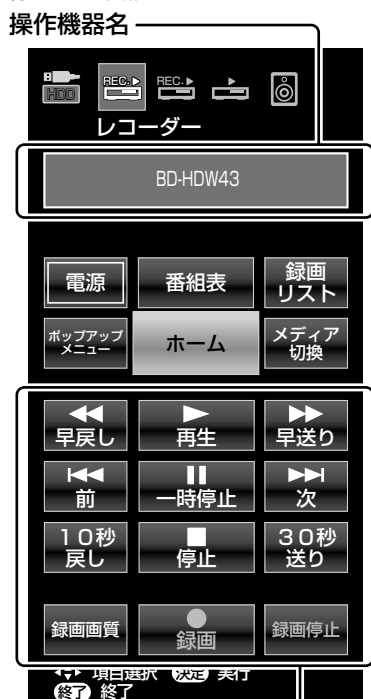 操作機器名
HDD REC. REC.
レコーダー
BD-HDW43
電源 番組表 録画リスト
ポップアップメニュー ホーム メディア切換
早戻し 再生 早送り
前 一時停止 次
10秒戻し 停止 30秒送り
録画画質 録画 録画停止
項目選択 決定 実行
終了 終了